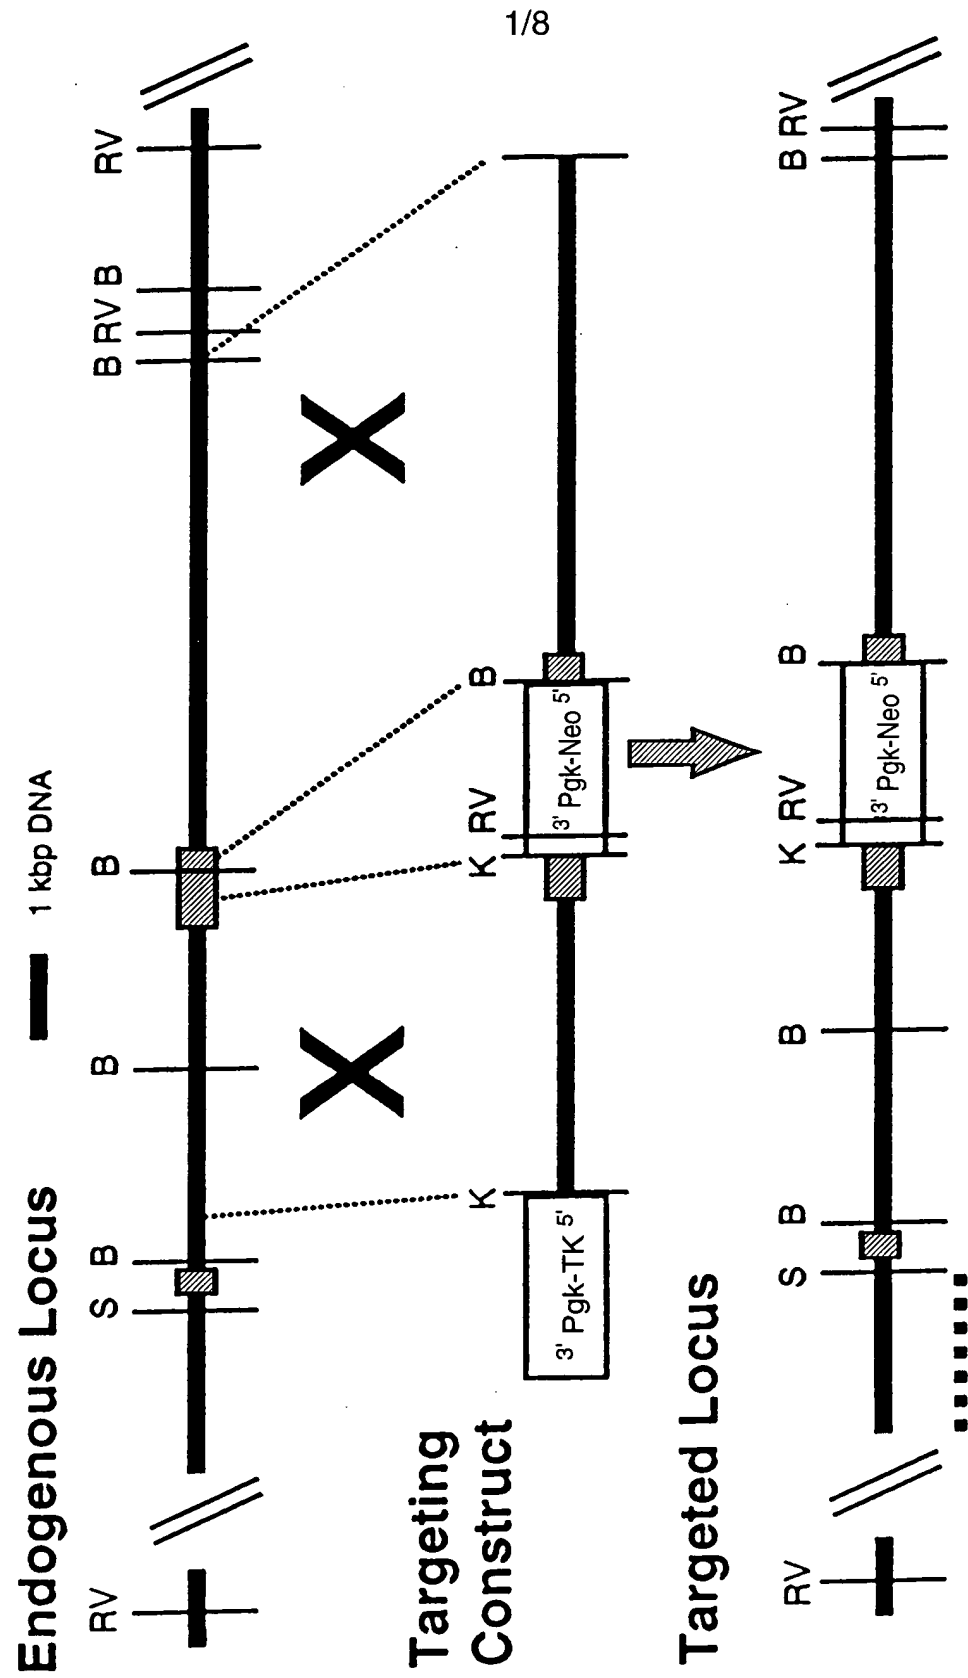 1/8
Endogenous Locus
1 kbp DNA
RV S B B B B RV B RV
Targeting
Construct
K K RV B
3' Pgk-TK 5'
3' Pgk-Neo 5'
Targeted Locus
RV S B B K RV B B RV
3' Pgk-Neo 5'